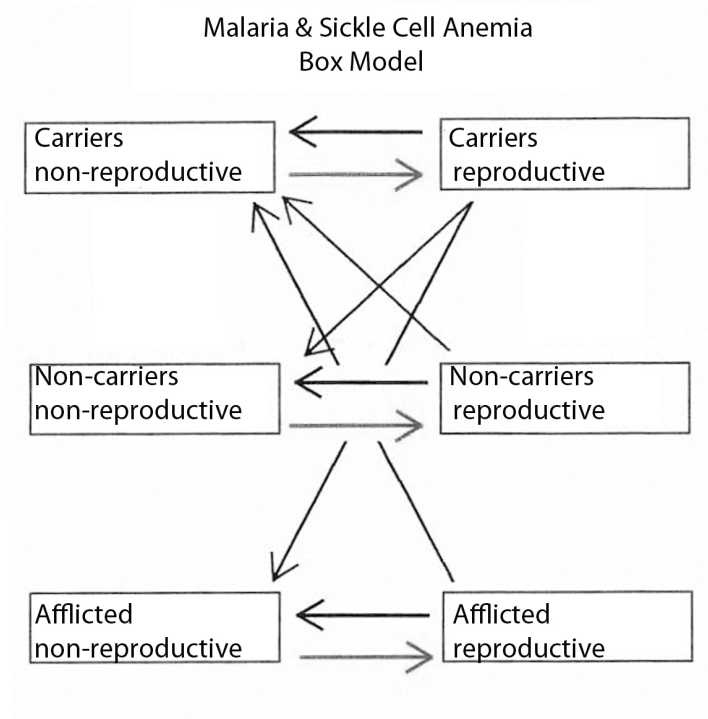 Malaria & Sickle Cell Anemia
Box Model
Carriers
non-reproductive
Carriers
reproductive
Non-carriers
non-reproductive
Non-carriers
reproductive
Afflicted
non-reproductive
Afflicted
reproductive